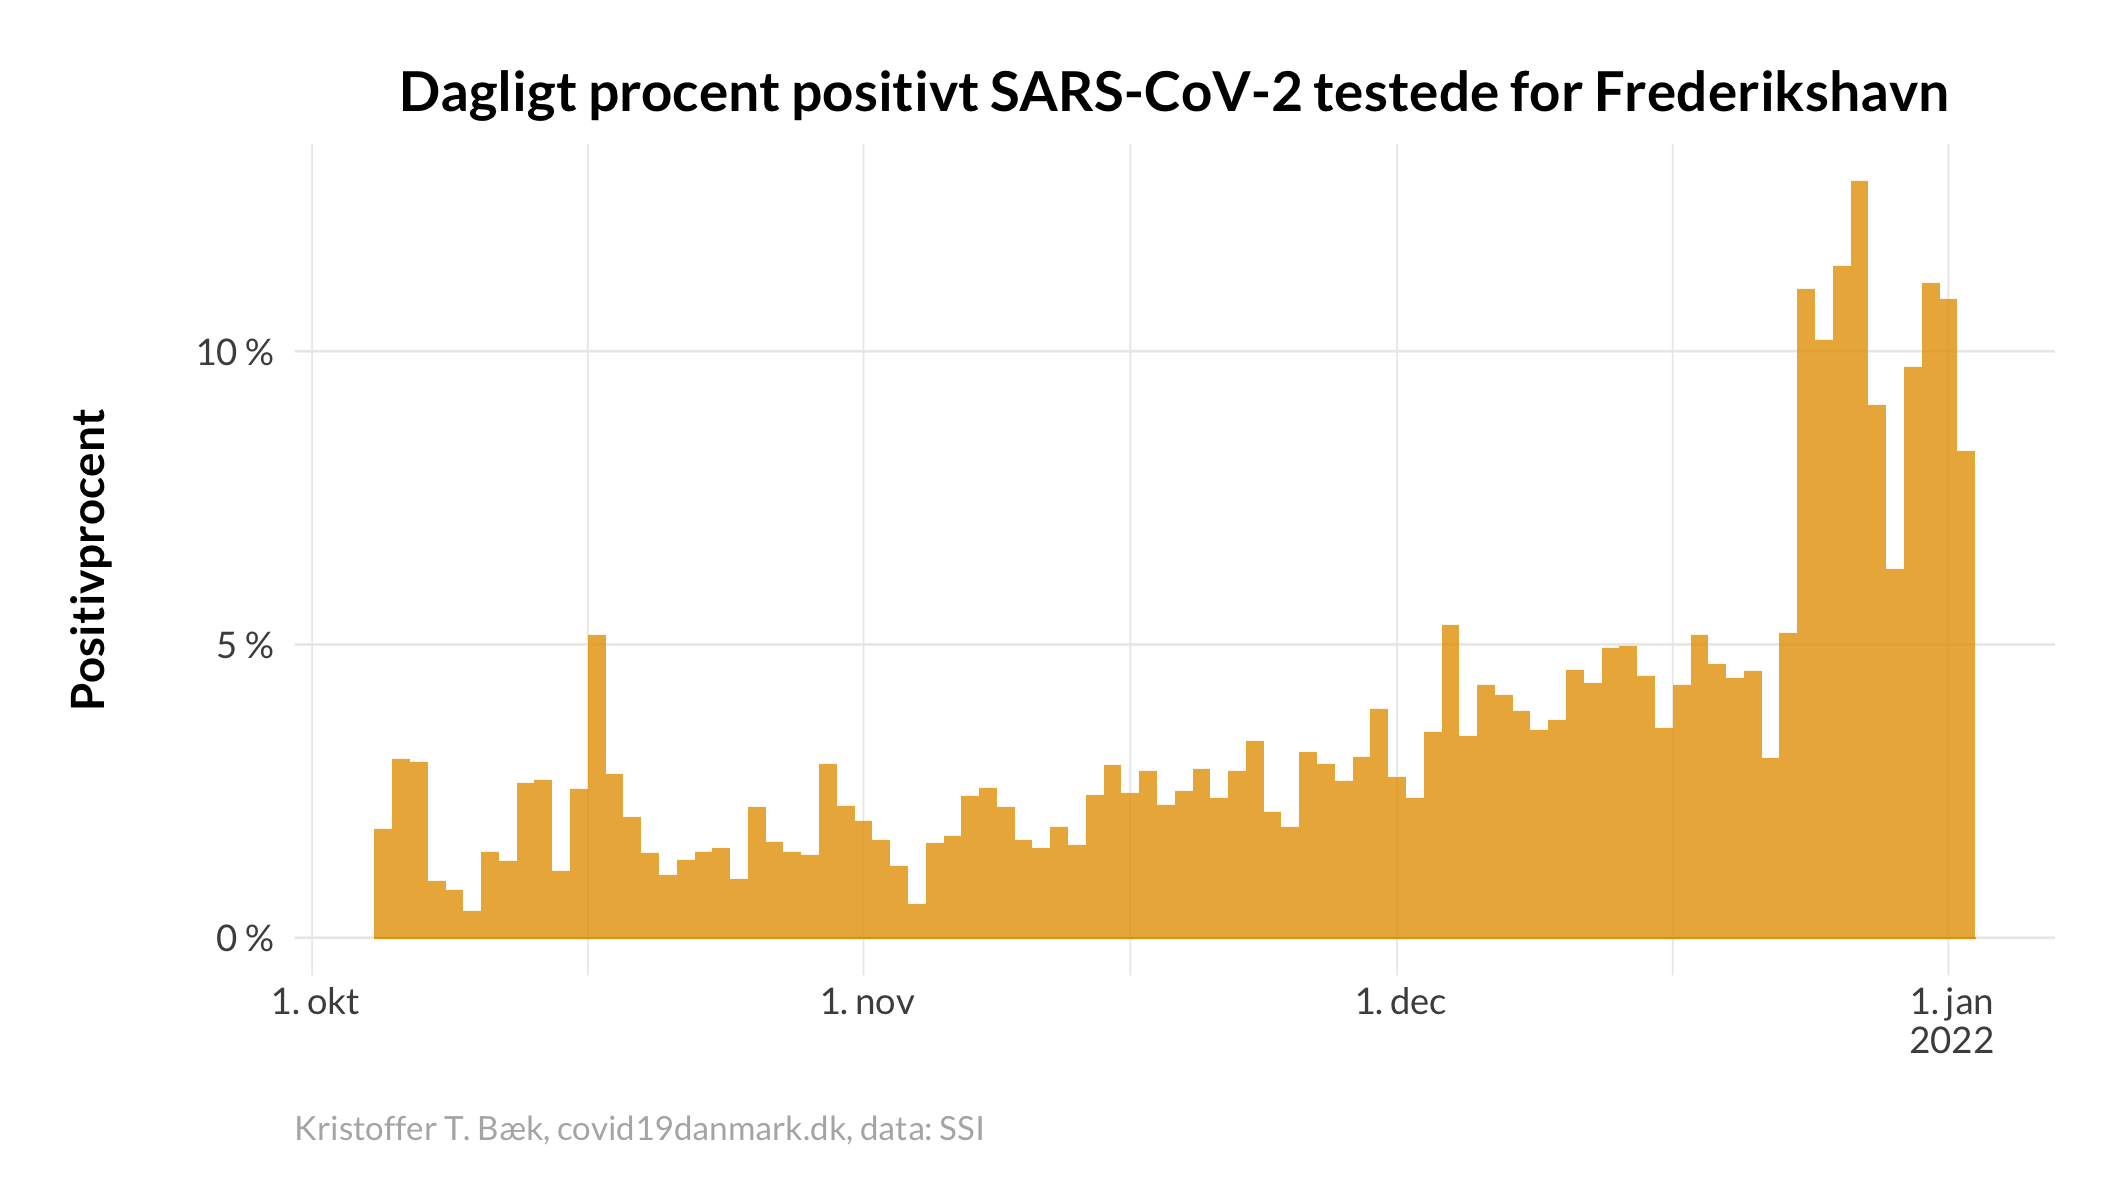 Dagligt procent positivt SARS-CoV-2 testede for Frederikshavn
Positivprocent
10 %
5 %
0 %
1. okt
1. nov
1. dec
1. jan
2022
Kristoffer T. Bæk, covid19danmark.dk, data: SSI